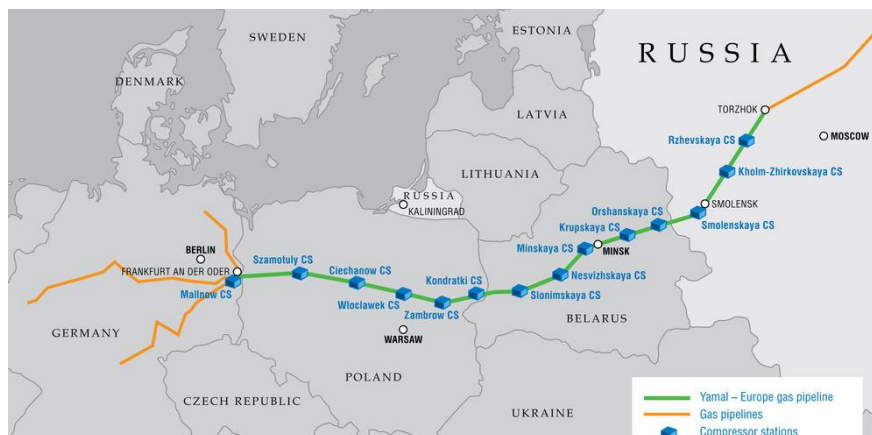 SWEDEN
ESTONIA
RUSSIA
DENMARK
TORZHOK
LATVIA
MOSCOW
Rzhevskaya CS
LITHUANIA
Kholm-Zhirkovskaya CS
RUSSIA
KALININGRAD
SMOLENSK
Orshanskaya CS
Smolenskaya CS
Krupskaya CS
BERLIN
Minskaya CS
MINSK
Szamotuly CS
FRANKFURT AN DER ODER
Ciechanow CS
Kondratki CS
Nesvizhskaya CS
Mallnow CS
Wloclawek CS
Slonimskaya CS
Zambrow CS
BELARUS
GERMANY
WARSAW
POLAND
CZECH REPUBLIC
UKRAINE
Yamal – Europe gas pipeline
Gas pipelines
Compressor stations